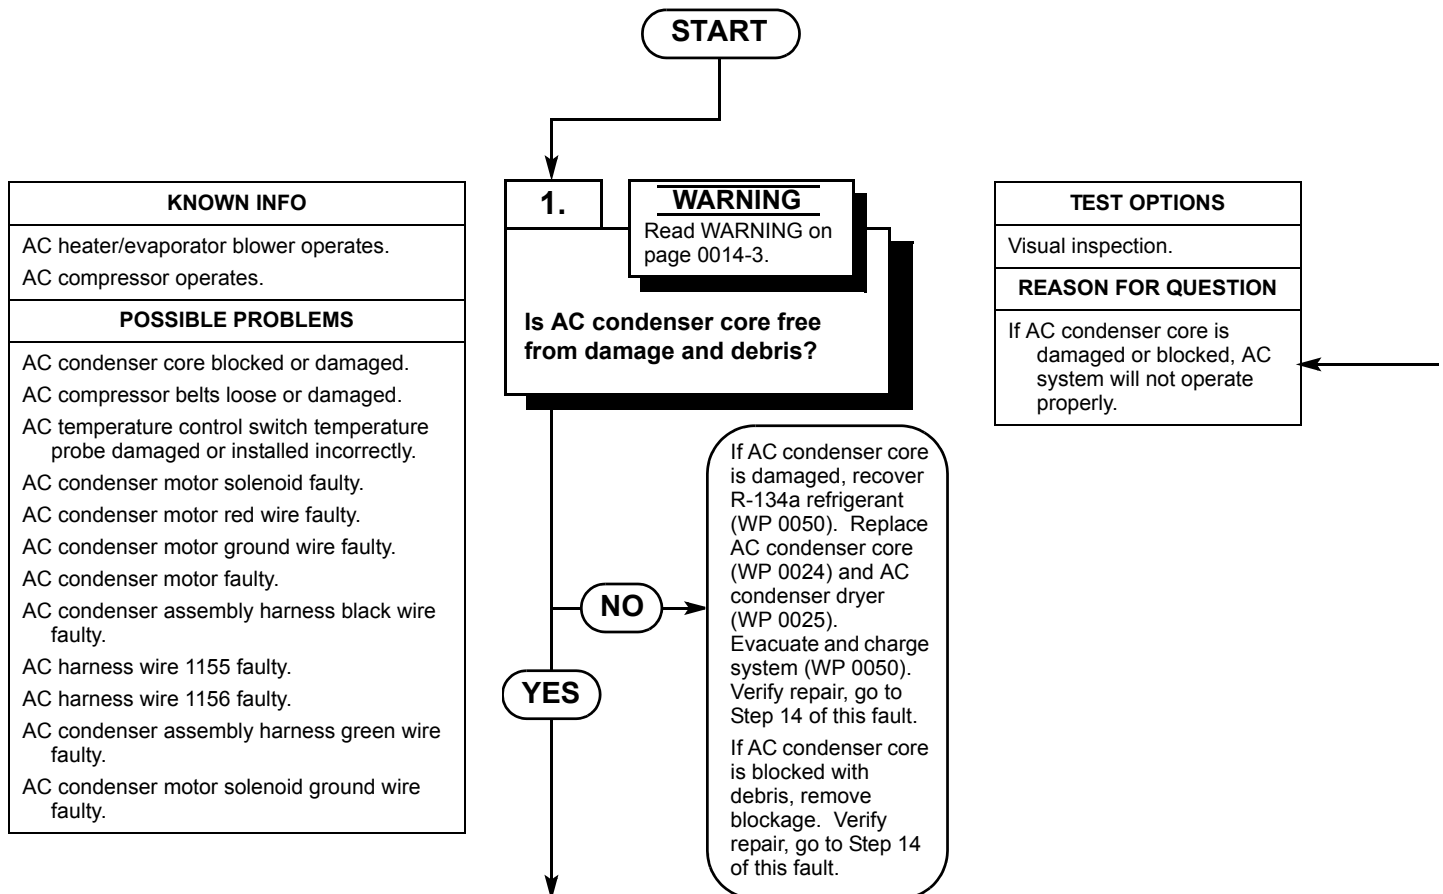 START
KNOWN INFO
AC heater/evaporator blower operates.
AC compressor operates.
POSSIBLE PROBLEMS
AC condenser core blocked or damaged.
AC compressor belts loose or damaged.
AC temperature control switch temperature
probe damaged or installed incorrectly.
AC condenser motor solenoid faulty.
AC condenser motor red wire faulty.
AC condenser motor ground wire faulty.
AC condenser motor faulty.
AC condenser assembly harness black wire
faulty.
AC harness wire 1155 faulty.
AC harness wire 1156 faulty.
AC condenser assembly harness green wire
faulty.
AC condenser motor solenoid ground wire
faulty.
1.
WARNING
Read WARNING on
page 0014-3.
Is AC condenser core free
from damage and debris?
TEST OPTIONS
Visual inspection.
REASON FOR QUESTION
If AC condenser core is
damaged or blocked, AC
system will not operate
properly.
NO
If AC condenser core
is damaged, recover
R-134a refrigerant
(WP 0050). Replace
AC condenser core
(WP 0024) and AC
condenser dryer
(WP 0025).
Evacuate and charge
system (WP 0050).
Verify repair, go to
Step 14 of this fault.
If AC condenser core
is blocked with
debris, remove
blockage. Verify
repair, go to Step 14
of this fault.
YES